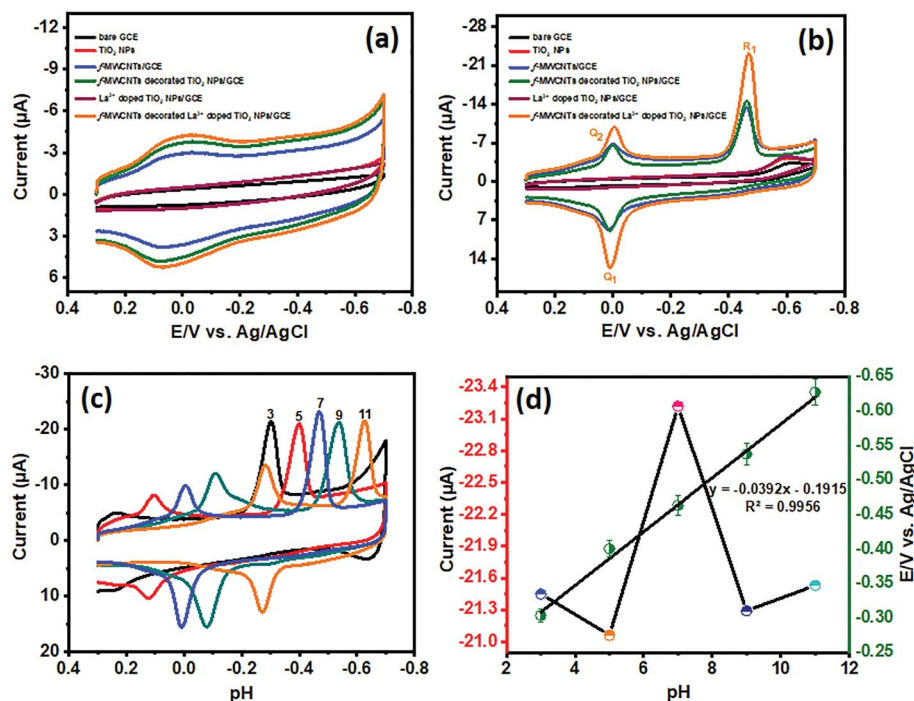 (a)
bare GCE
TiO₂ NPs
f-MWCNTs/GCE
f-MWCNTs decorated TiO₂ NPs/GCE
La³⁺ doped TiO₂ NPs/GCE
f-MWCNTs decorated La³⁺ doped TiO₂ NPs/GCE
Current (µA)
-12
-9
-6
-3
0
3
6
0.4 0.2 0.0 -0.2 -0.4 -0.6 -0.8
E/V vs. Ag/AgCl
(b)
bare GCE
TiO₂ NPs
f-MWCNTs/GCE
f-MWCNTs decorated TiO₂ NPs/GCE
La³⁺ doped TiO₂ NPs/GCE
f-MWCNTs decorated La³⁺ doped TiO₂ NPs/GCE
R₁
Q₂
Q₁
Current (µA)
-28
-21
-14
-7
0
7
14
0.4 0.2 0.0 -0.2 -0.4 -0.6 -0.8
E/V vs. Ag/AgCl
(c)
3 5 7 9 11
Current (µA)
-30
-20
-10
0
10
20
0.4 0.2 0.0 -0.2 -0.4 -0.6 -0.8
pH
(d)
Current (µA)
-23.4
-23.1
-22.8
-22.5
-22.2
-21.9
-21.6
-21.3
-21.0
y = -0.0392x - 0.1915
R² = 0.9956
-0.65
-0.60
-0.55
-0.50
-0.45
-0.40
-0.35
-0.30
-0.25
E/V vs. Ag/AgCl
2 4 6 8 10 12
pH